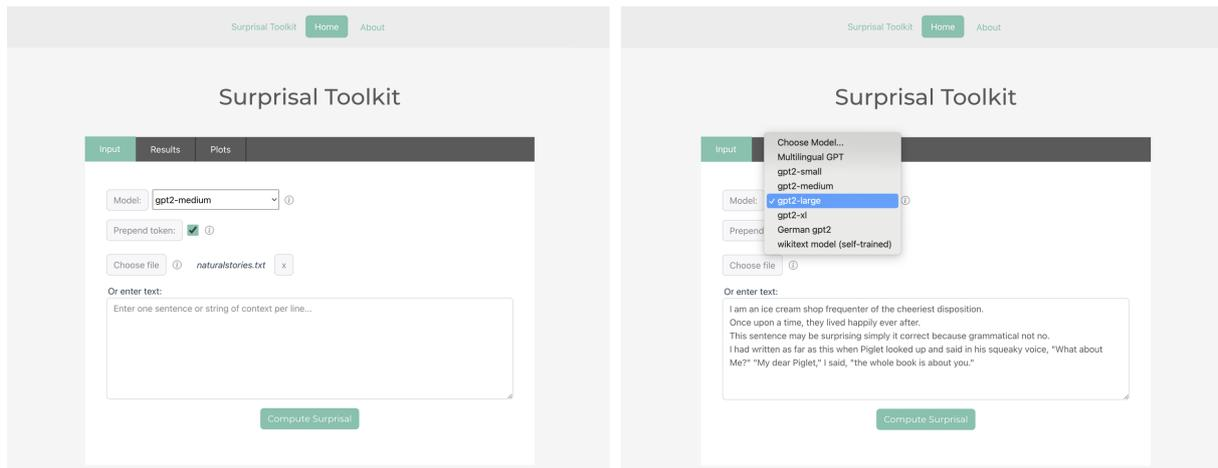 Surprisal Toolkit Home About
Surprisal Toolkit
Input Results Plots
Model: gpt2-medium
Prepend token:
Choose file naturalstories.txt x
Or enter text:
Enter one sentence or string of context per line...
Compute Surprisal
Surprisal Toolkit Home About
Surprisal Toolkit
Input
Choose Model...
Multilingual GPT
gpt2-small
gpt2-medium
Model: gpt2-large
gpt2-xl
Prepend German gpt2
wikitext model (self-trained)
Choose file
Or enter text:
I am an ice cream shop frequenter of the cheeriest disposition.
Once upon a time, they lived happily ever after.
This sentence may be surprising simply it correct because grammatical not no.
I had written as far as this when Piglet looked up and said in his squeaky voice, "What about
Me?" "My dear Piglet," I said, "the whole book is about you."
Compute Surprisal